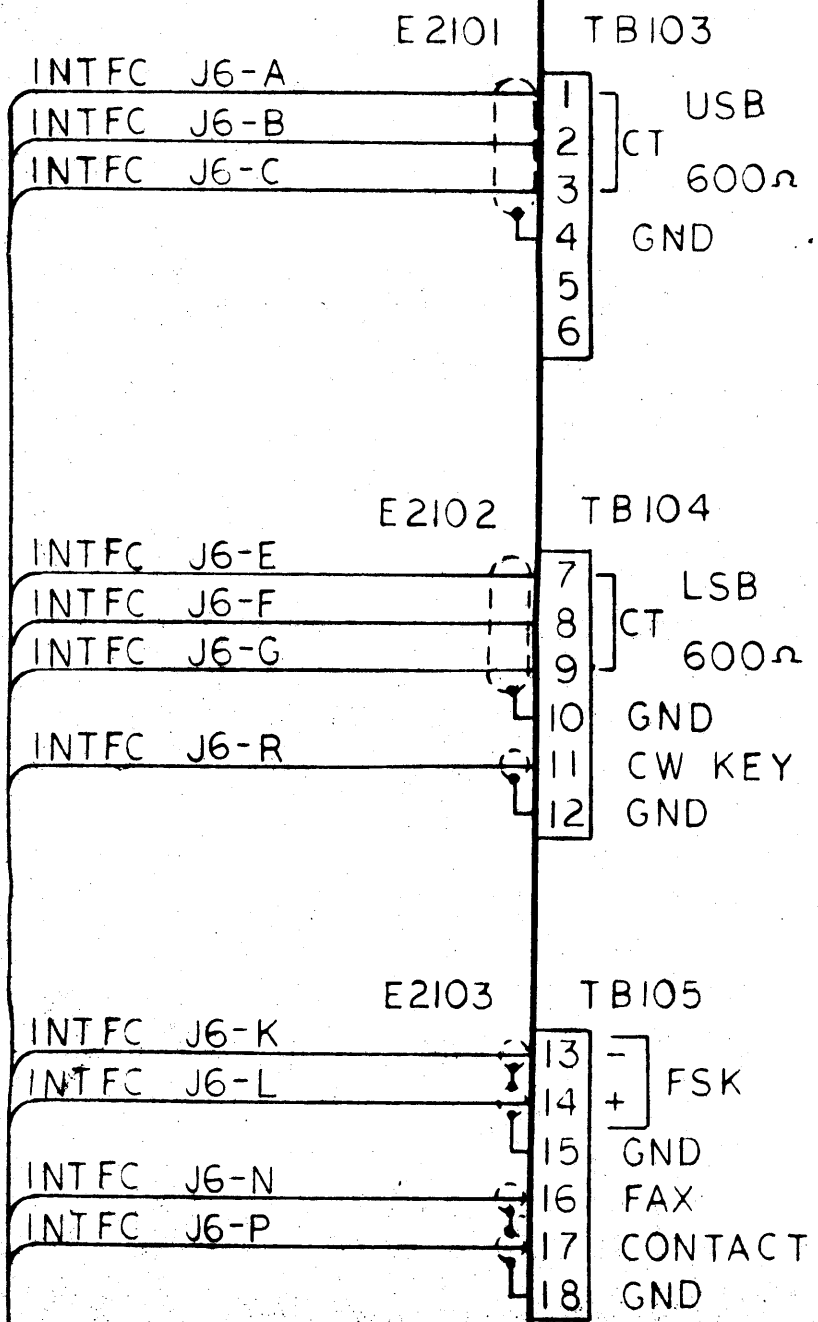 E2101 TB103
INTFC J6-A 1 USB
INTFC J6-B 2 CT
INTFC J6-C 3 600Ω
4 GND
5
6
E2102 TB104
INTFC J6-E 7 LSB
INTFC J6-F 8 CT
INTFC J6-G 9 600Ω
10 GND
INTFC J6-R 11 CW KEY
12 GND
E2103 TB105
INTFC J6-K 13 -
FSK
INTFC J6-L 14 +
15 GND
INTFC J6-N 16 FAX
INTFC J6-P 17 CONTACT
18 GND